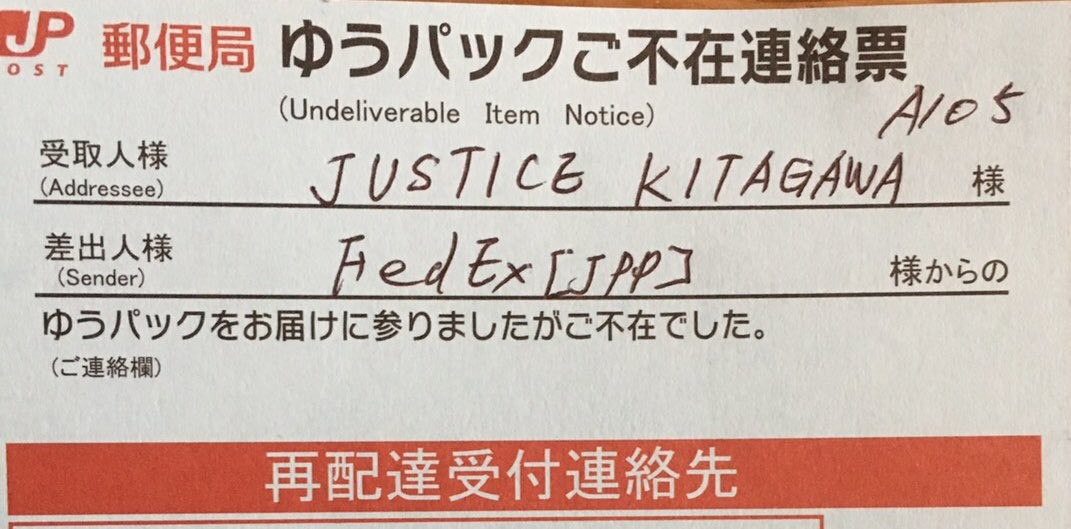 JP
POST
郵便局 ゆうパックご不在連絡票
(Undeliverable Item Notice)
A105
受取人様
(Addressee)
JUSTICE KITAGAWA 様
差出人様
(Sender)
FedEx [JPP] 様からの
ゆうパックをお届けに参りましたがご不在でした。
(ご連絡欄)
再配達受付連絡先